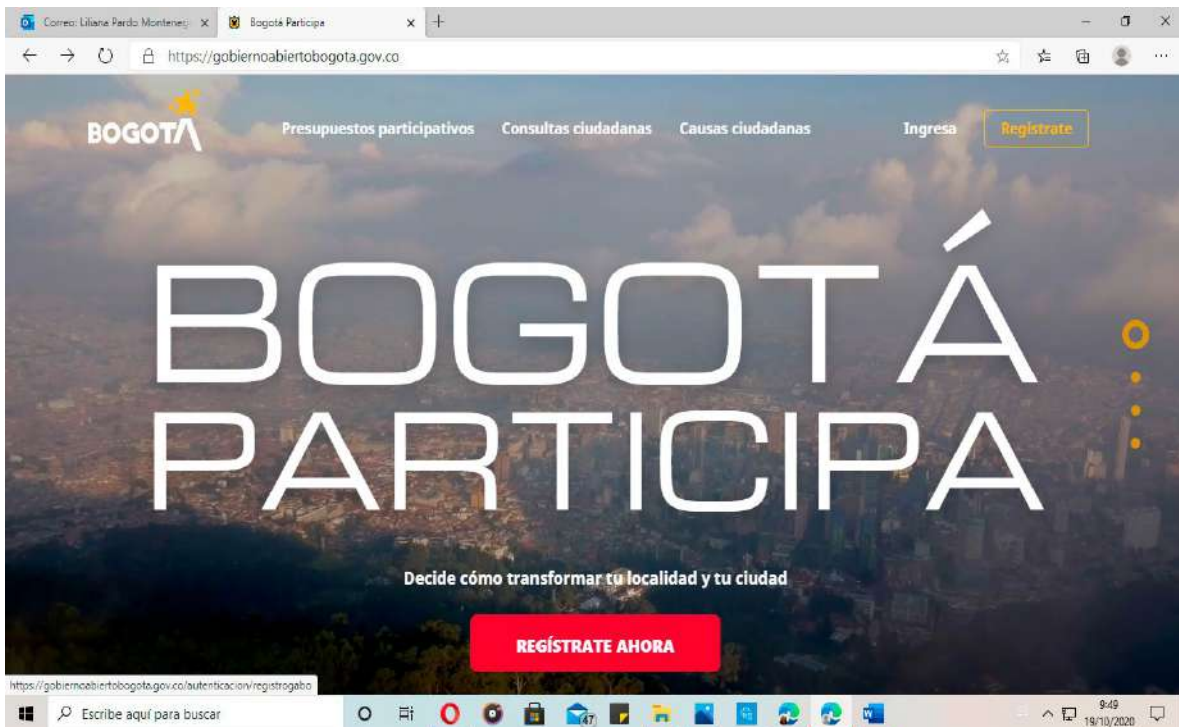 Correo: Liliana Pardo Monteneg
Bogotá Participa
https://gobiernoabiertobogota.gov.co
BOGOTÁ
Presupuestos participativos
Consultas ciudadanas
Causas ciudadanas
Ingresa
Registrate
BOGOTÁ
PARTICIPA
Decide cómo transformar tu localidad y tu ciudad
REGÍSTRATE AHORA
https://gobiernoabiertobogota.gov.co/autenticacion/registrogabo
Escribe aquí para buscar
47
9:49
19/10/2020